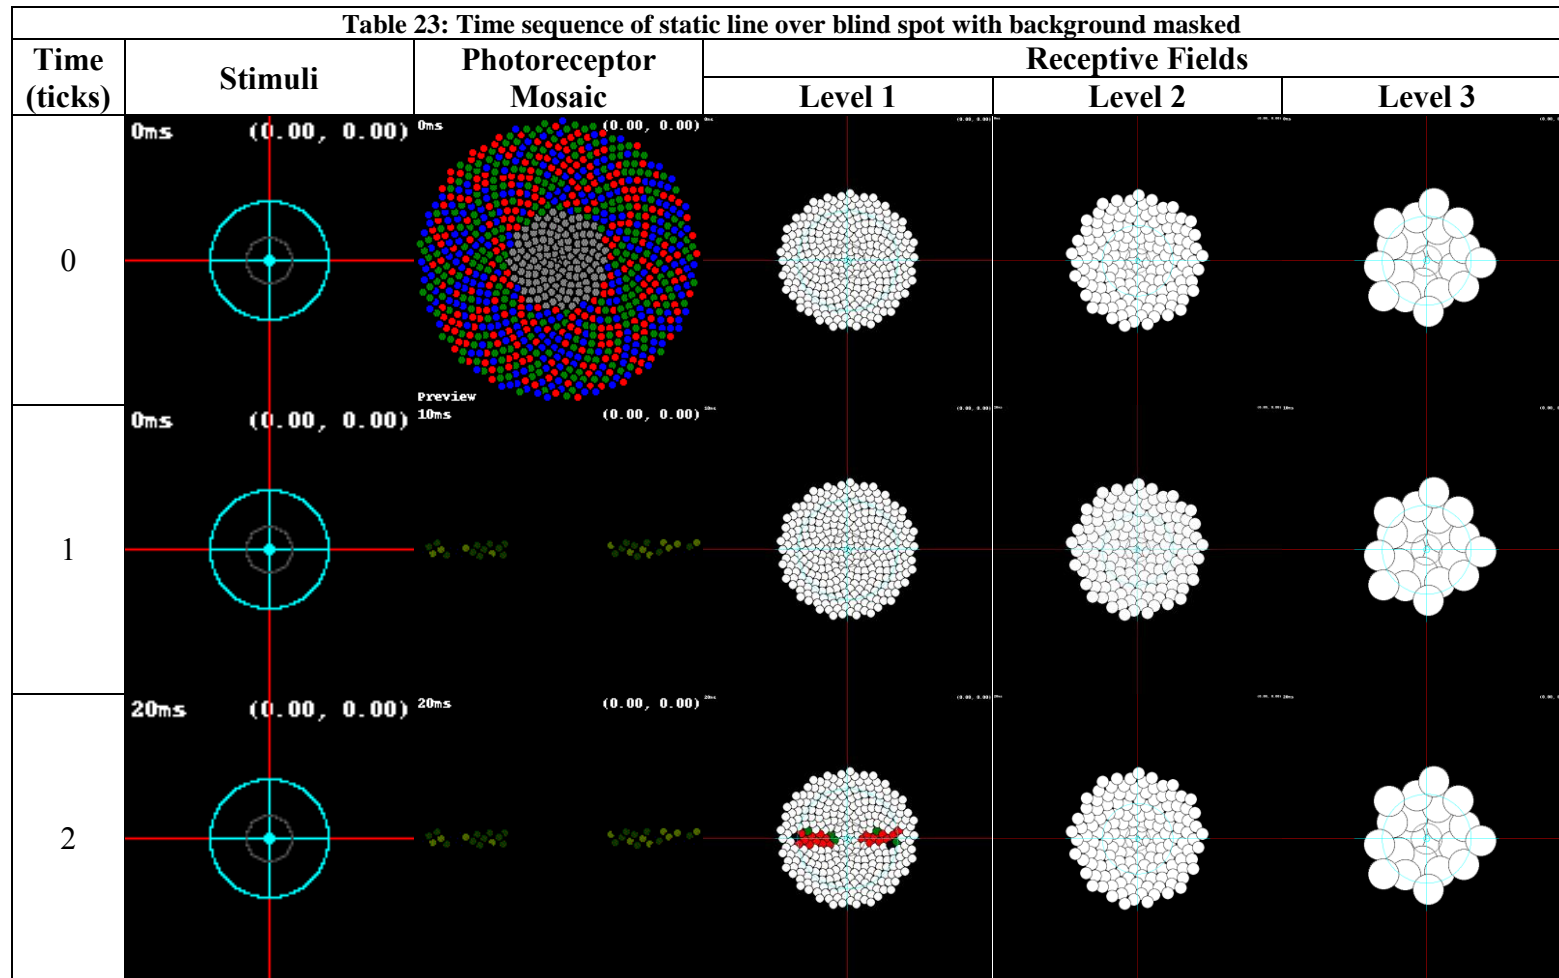 Table 23: Time sequence of static line over blind spot with background masked
Time (ticks) Stimuli Photoreceptor Mosaic Receptive Fields
Level 1 Level 2 Level 3
0ms (0.00, 0.00) 0ms (0.00, 0.00)
0
Preview
0ms (0.00, 0.00) 10ms (0.00, 0.00)
1
20ms (0.00, 0.00) 20ms (0.00, 0.00)
2